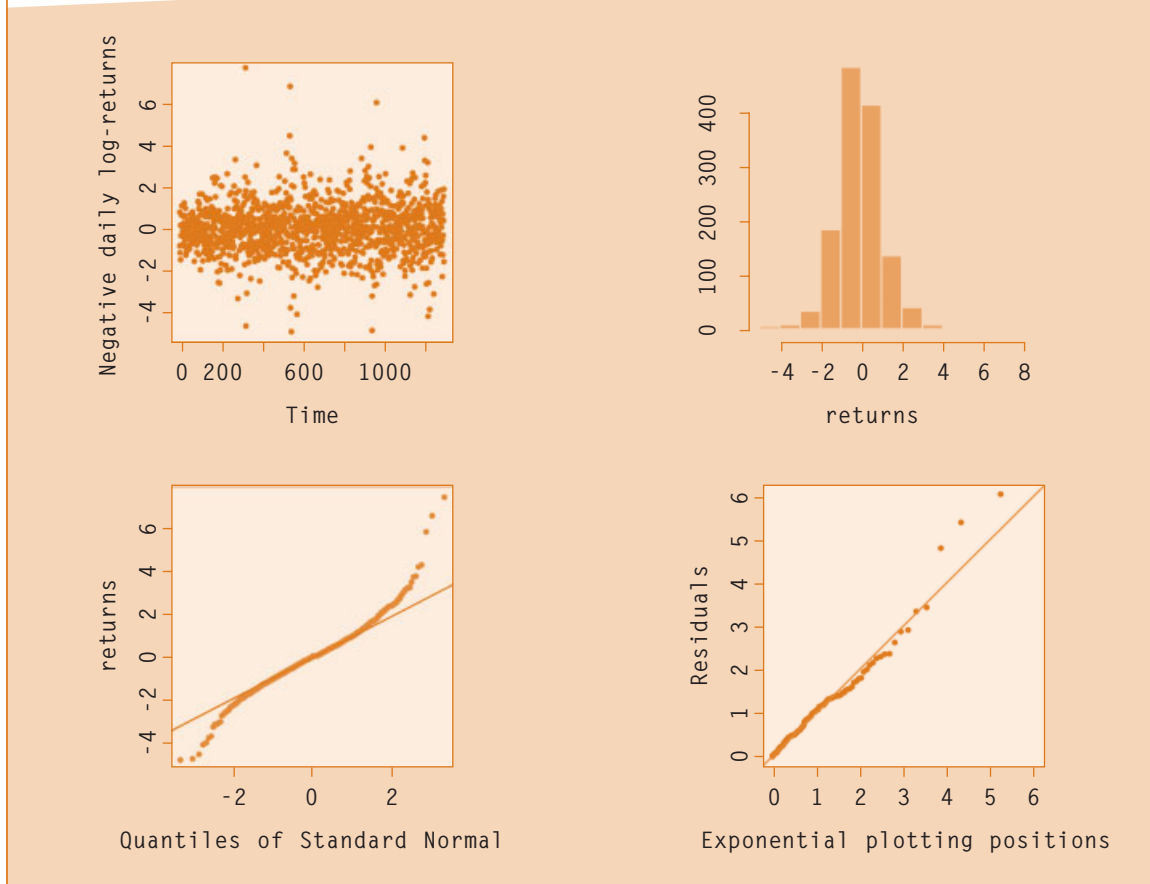 Negative daily log-returns
6
4
2
0
-2
-4
0 200 600 1000
Time
400
300
200
100
0
-4 -2 0 2 4 6 8
returns
returns
6
4
2
0
-2
-4
-2 0 2
Quantiles of Standard Normal
Residuals
6
5
4
3
2
1
0
0 1 2 3 4 5 6
Exponential plotting positions